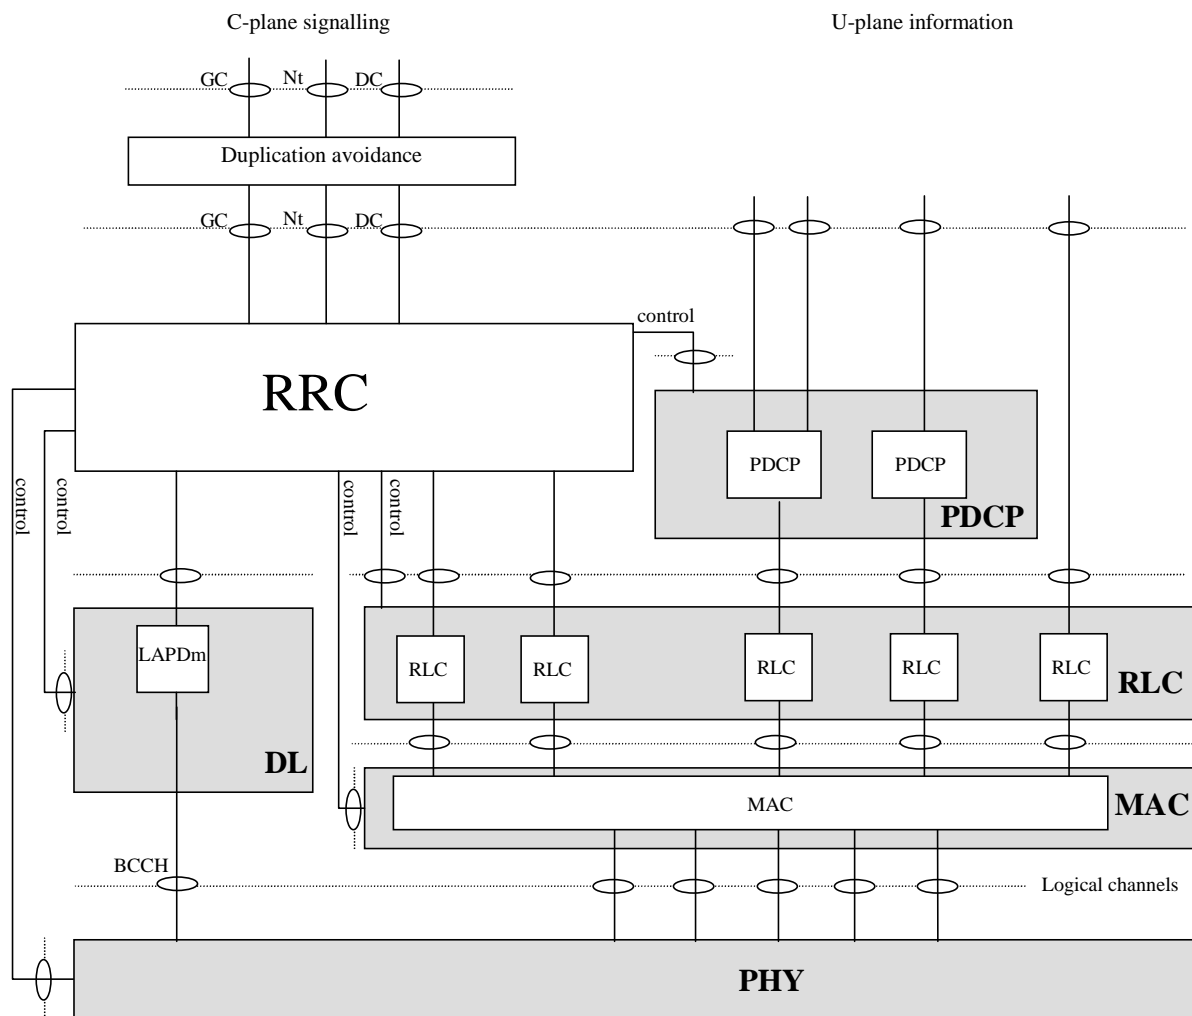 C-plane signalling
U-plane information
GC Nt DC
Duplication avoidance
GC Nt DC
control
RRC
PDCP PDCP
PDCP
control
control
control
control
LAPDm
DL
RLC RLC RLC RLC RLC
RLC
MAC
MAC
BCCH
Logical channels
PHY